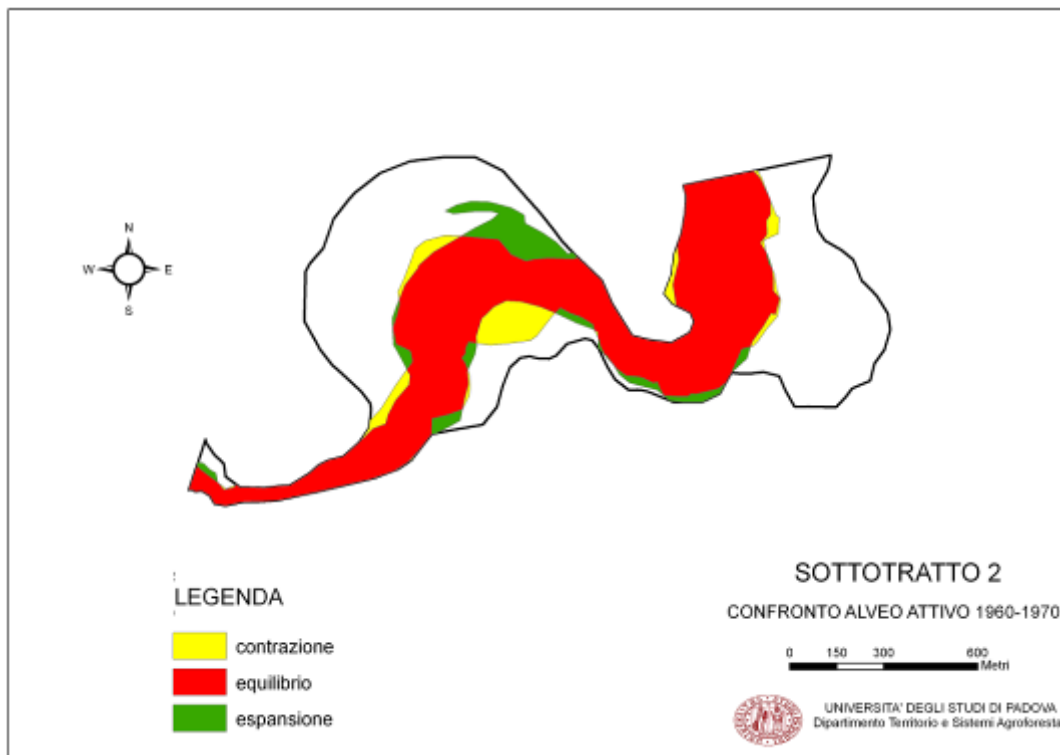 N
W E
S
LEGENDA
contrazione
equilibrio
espansione
SOTTOTRATTO 2
CONFRONTO ALVEO ATTIVO 1960-1970
0 150 300 600
Metri
UNIVERSITA' DEGLI STUDI DI PADOVA
Dipartimento Territorio e Sistemi Agroforesta